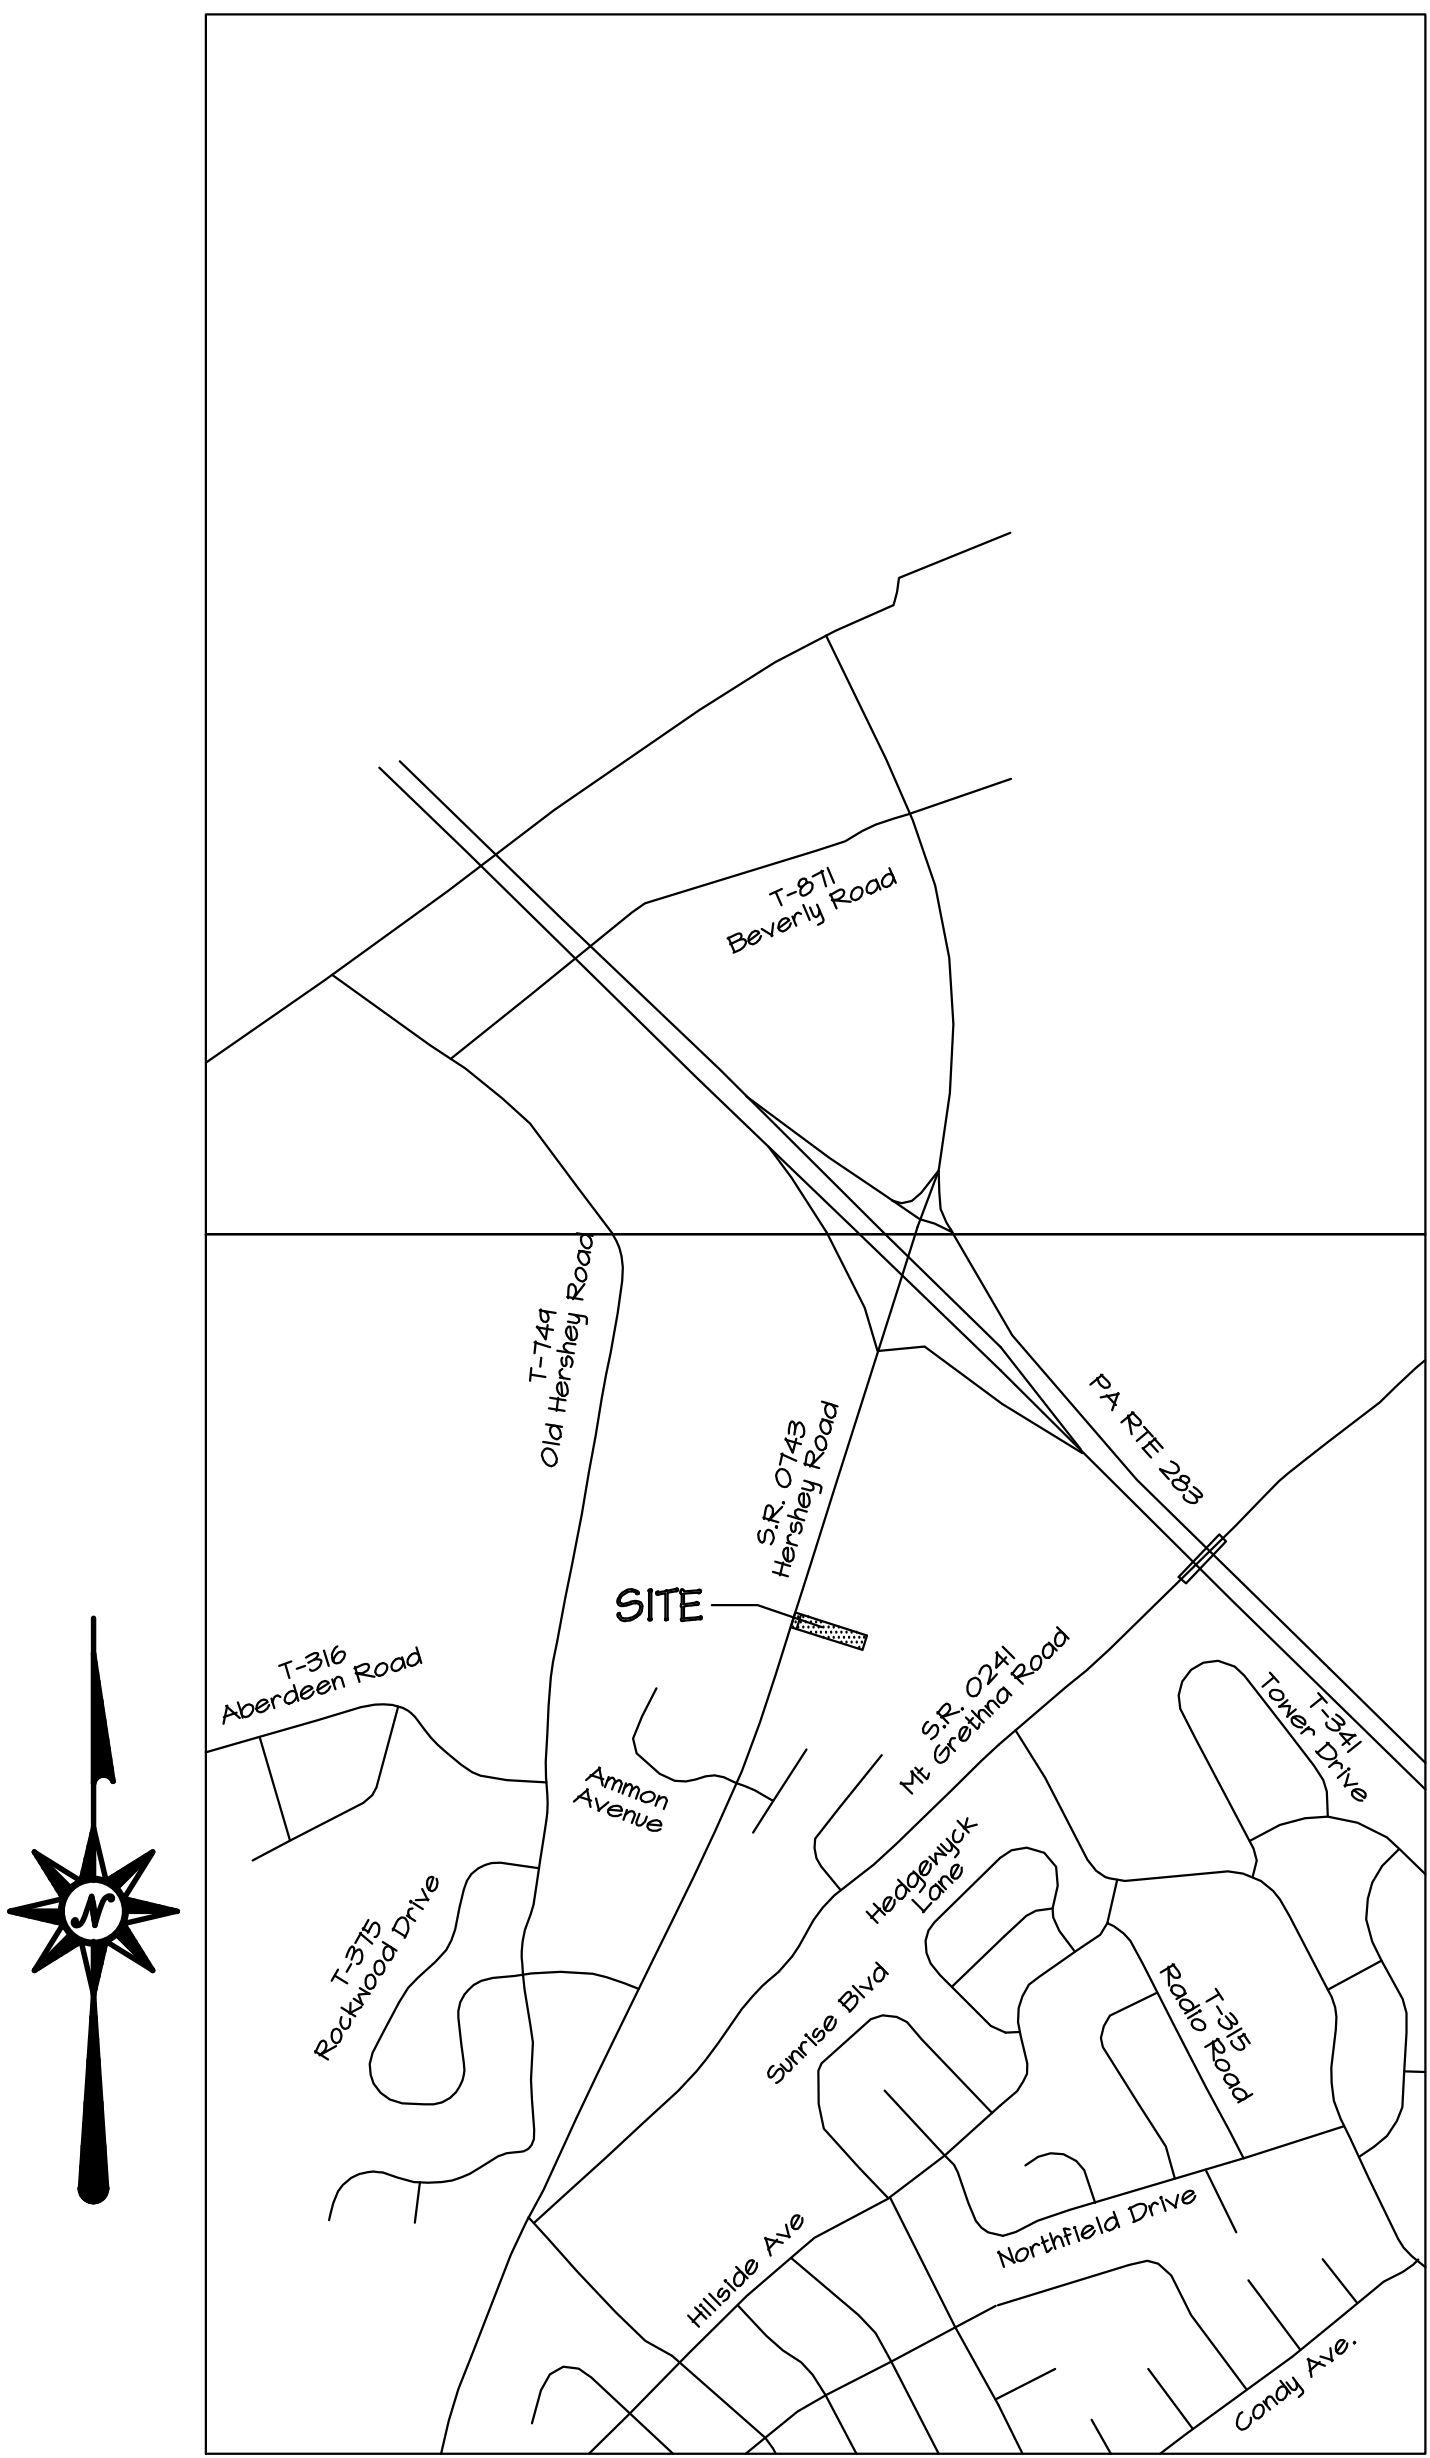 T-871
Beverly Road
T-749
Old Hershey Road
PA RTE 283
S.R. 0743
Hershey Road
SITE
T-316
Aberdeen Road
S.R. 0241
Mt Grethna Road
T-341
Tower Drive
Ammon
Avenue
Hedgewyck
Lane
T-375
Rockwood Drive
N
Sunrise Blvd
T-315
Radio Road
Northfield Drive
Hillside Ave
Condy Ave.